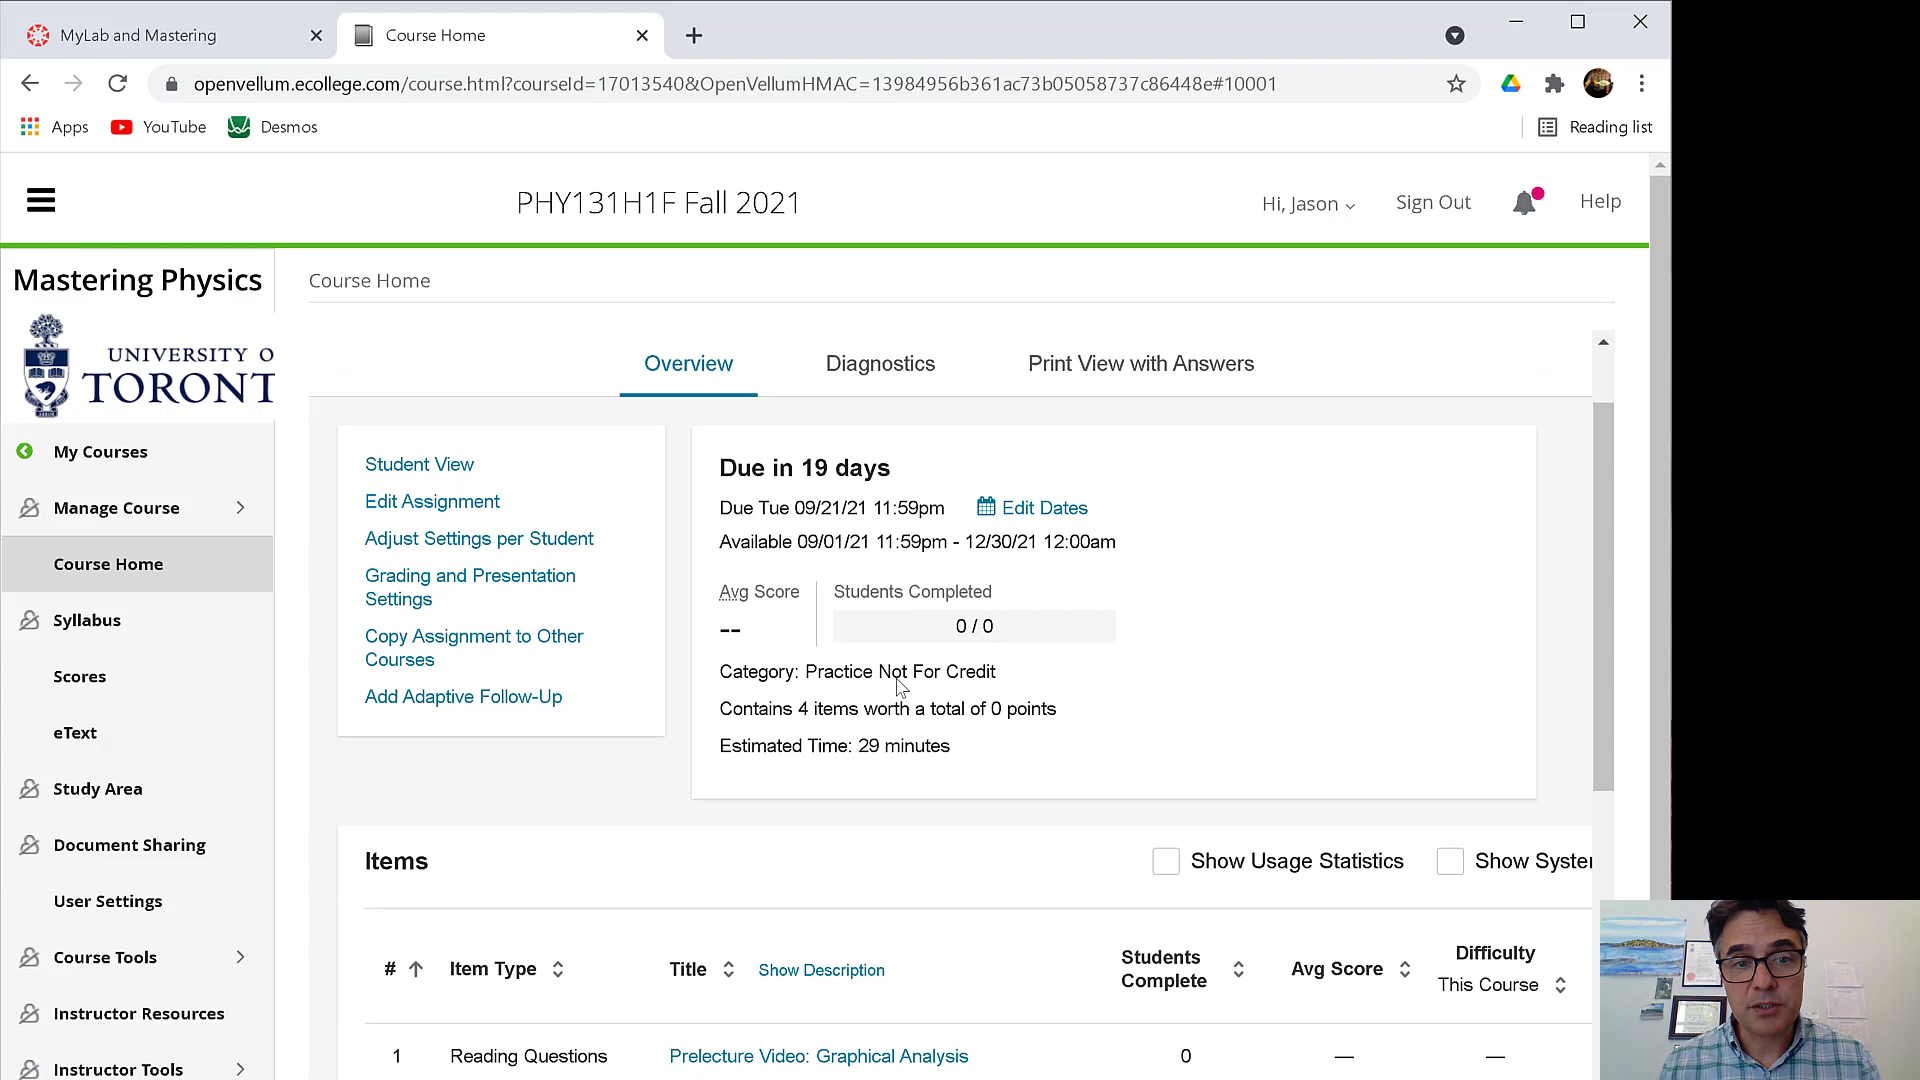 MyLab and Mastering
Course Home
openvellum.ecollege.com/course.html?courseId=17013540&OpenVellumHMAC=13984956b361ac73b05058737c86448e#10001
Apps
YouTube
Desmos
Reading list
PHY131H1F Fall 2021
Hi, Jason
Sign Out
Help
Mastering Physics
UNIVERSITY O
TORONT
My Courses
Manage Course
Course Home
Syllabus
Scores
eText
Study Area
Document Sharing
User Settings
Course Tools
Instructor Resources
Instructor Tools
Course Home
Overview
Diagnostics
Print View with Answers
Student View
Edit Assignment
Adjust Settings per Student
Grading and Presentation
Settings
Copy Assignment to Other
Courses
Add Adaptive Follow-Up
Due in 19 days
Due Tue 09/21/21 11:59pm
Edit Dates
Available 09/01/21 11:59pm - 12/30/21 12:00am
Avg Score
--
Students Completed
0 / 0
Category: Practice Not For Credit
Contains 4 items worth a total of 0 points
Estimated Time: 29 minutes
Items
Show Usage Statistics
Show System
# Item Type Title Show Description
Students
Complete
Avg Score
Difficulty
This Course
1 Reading Questions Prelecture Video: Graphical Analysis 0 — —